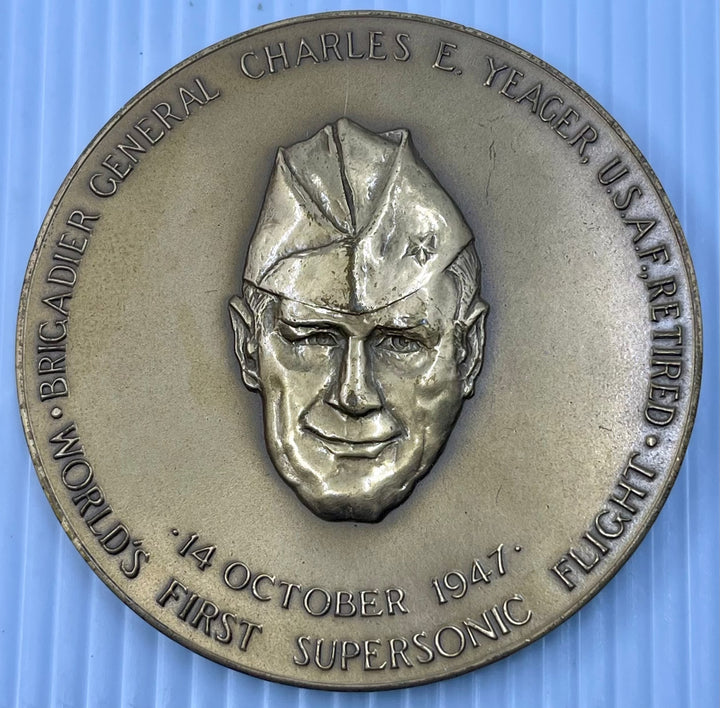 · BRIGADIER GENERAL CHARLES E. YEAGER, U.S.A.F., RETIRED ·
· 14 OCTOBER 1947 ·
WORLD'S FIRST SUPERSONIC FLIGHT